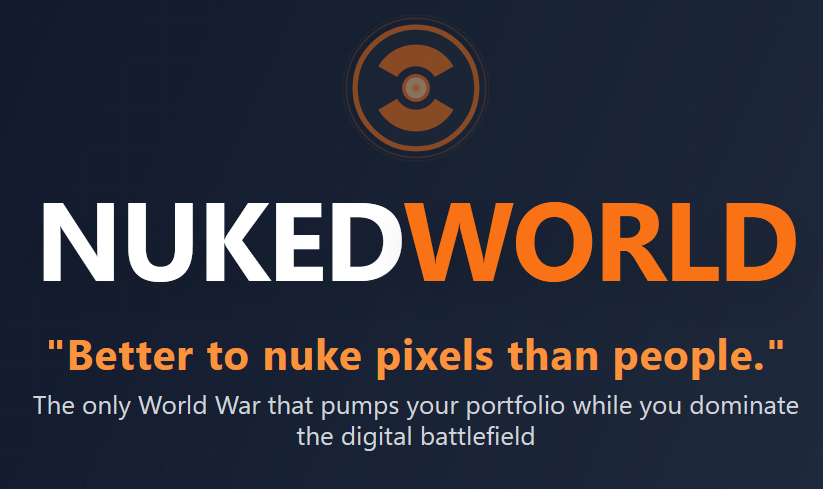 NUKEDWORLD
"Better to nuke pixels than people."
The only World War that pumps your portfolio while you dominate
the digital battlefield